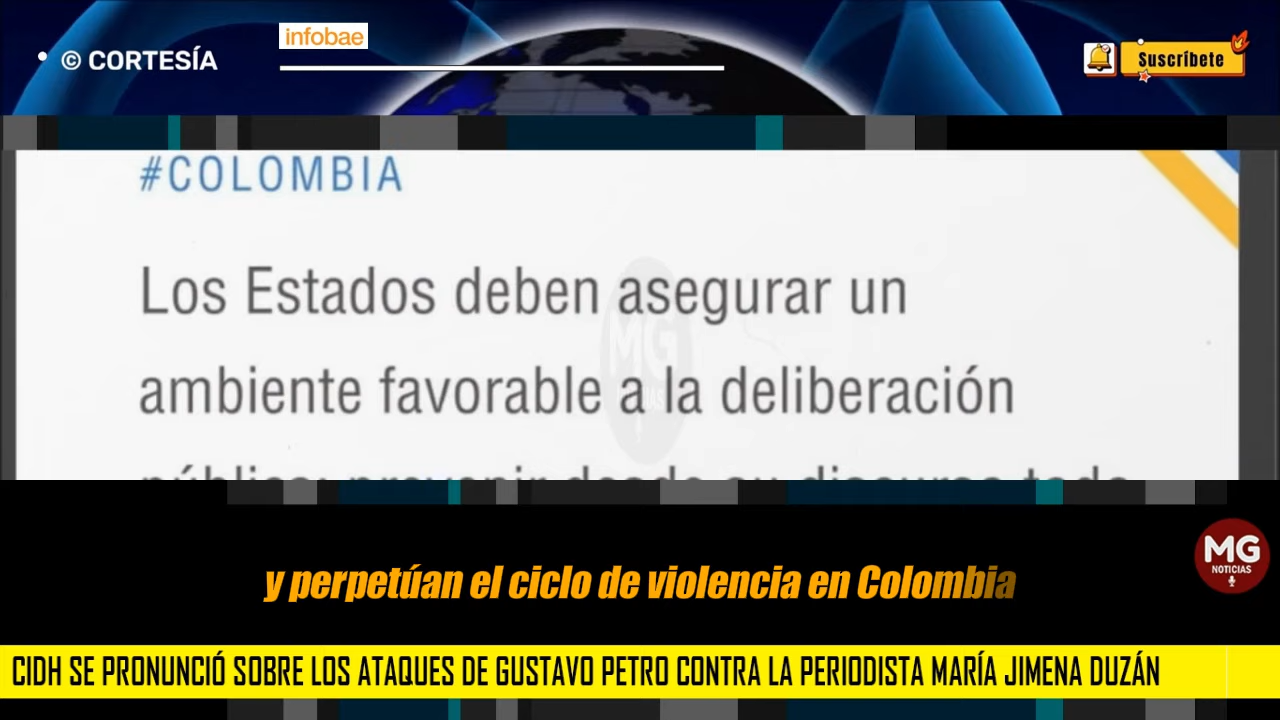 © CORTESÍA
infobae
Suscríbete
#COLOMBIA
Los Estados deben asegurar un
ambiente favorable a la deliberación
y perpetúan el ciclo de violencia en Colombia
MG
NOTICIAS
CIDH SE PRONUNCIÓ SOBRE LOS ATAQUES DE GUSTAVO PETRO CONTRA LA PERIODISTA MARÍA JIMENA DUZÁN